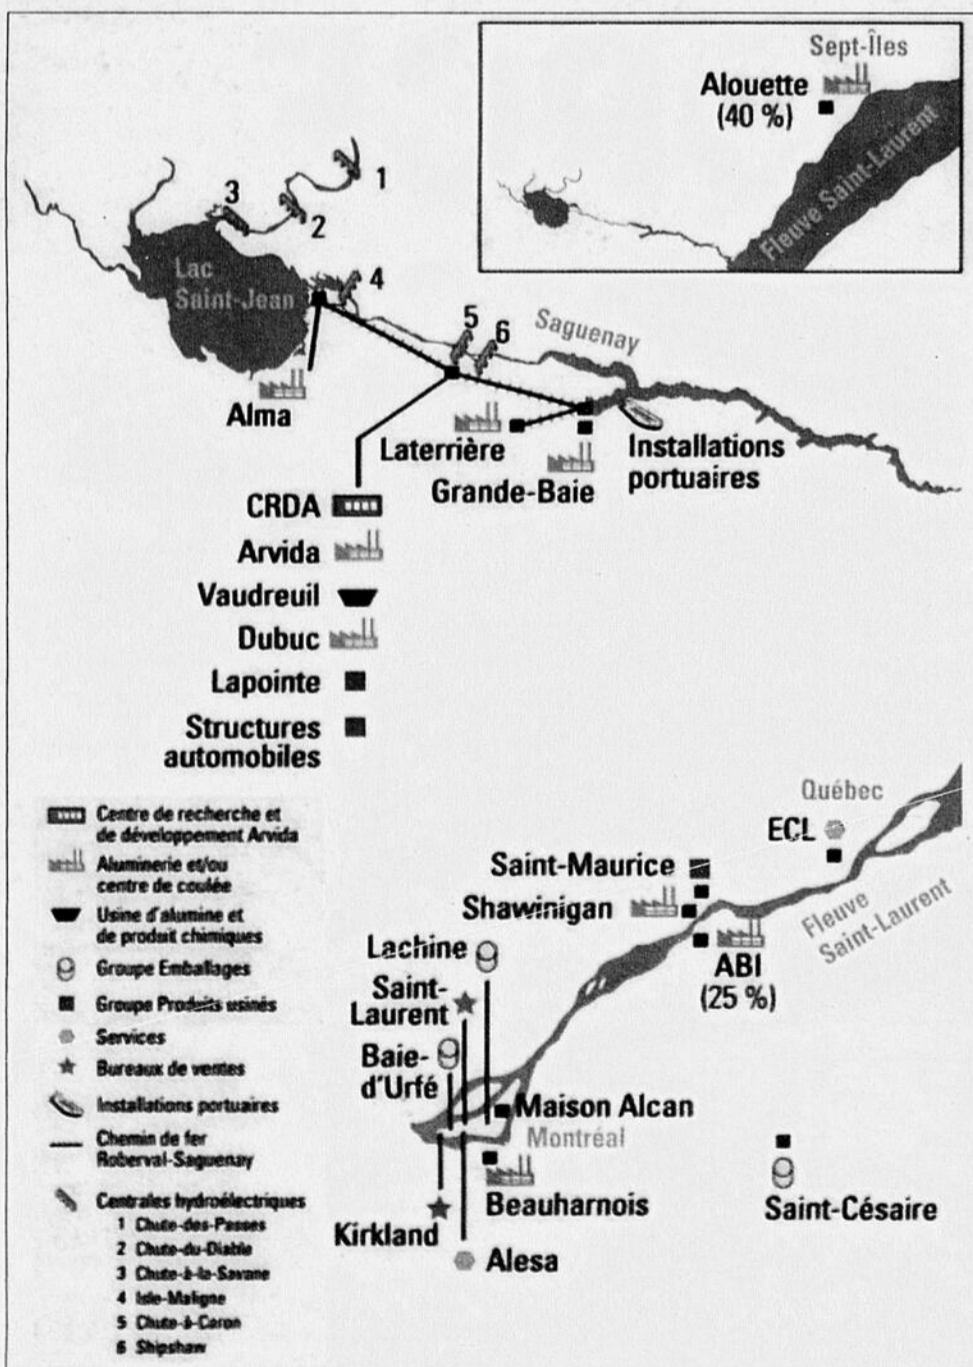 Sept-Îles
Alouette
(40 %)
Fleuve Saint-Laurent
1
2
3
Lac
Saint-Jean
4
5
6
Saguenay
Alma
Laterrière
Grande-Baie
Installations
portuaires
CRDA
Arvida
Vaudreuil
Dubuc
Lapointe
Structures
automobiles
Québec
ECL
Saint-Maurice
Shawinigan
Fleuve
Saint-Laurent
ABI
(25 %)
Lachine
Saint-
Laurent
Baie-
d'Urfé
Maison Alcan
Montréal
Beauharnois
Kirkland
Alesa
Saint-Césaire
Centre de recherche et
de développement Arvida
Aluminerie et/ou
centre de coulée
Usine d'alumine et
de produit chimiques
Groupe Emballages
Groupe Produits usinés
Services
Bureaux de ventes
Installations portuaires
Chemin de fer
Roberval-Saguenay
Centrales hydroélectriques
1 Chute-des-Passes
2 Chute-du-Diable
3 Chute-à-la-Savane
4 Isle-Maligne
5 Chute-à-Caron
6 Shipshaw